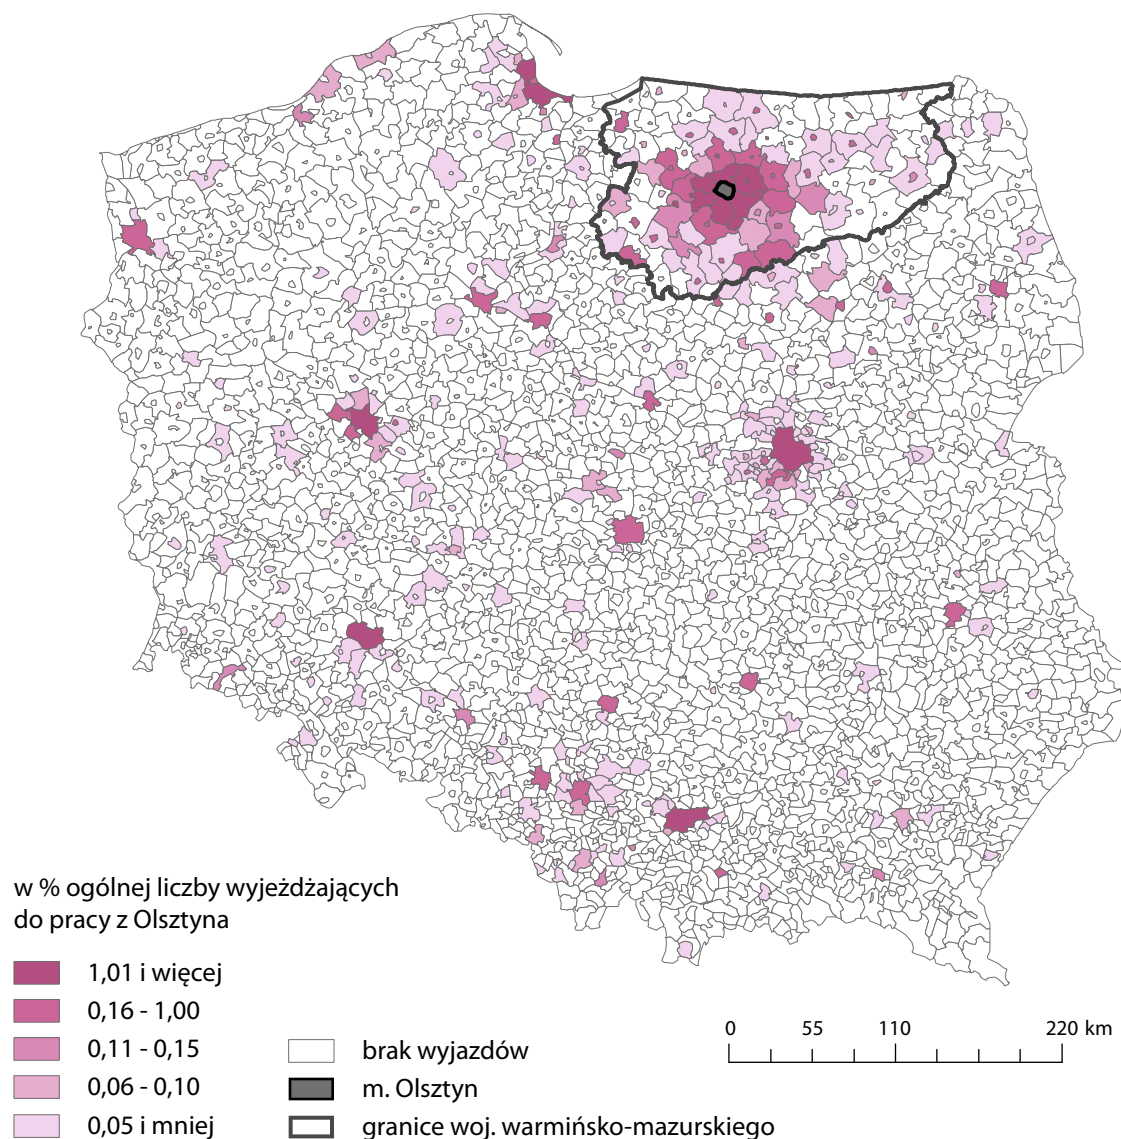 w % ogólnej liczby wyjeżdżających
do pracy z Olsztyna
1,01 i więcej
0,16 - 1,00
0,11 - 0,15
0,06 - 0,10
0,05 i mniej
brak wyjazdów
m. Olsztyn
granice woj. warmińsko-mazurskiego
0 55 110 220 km